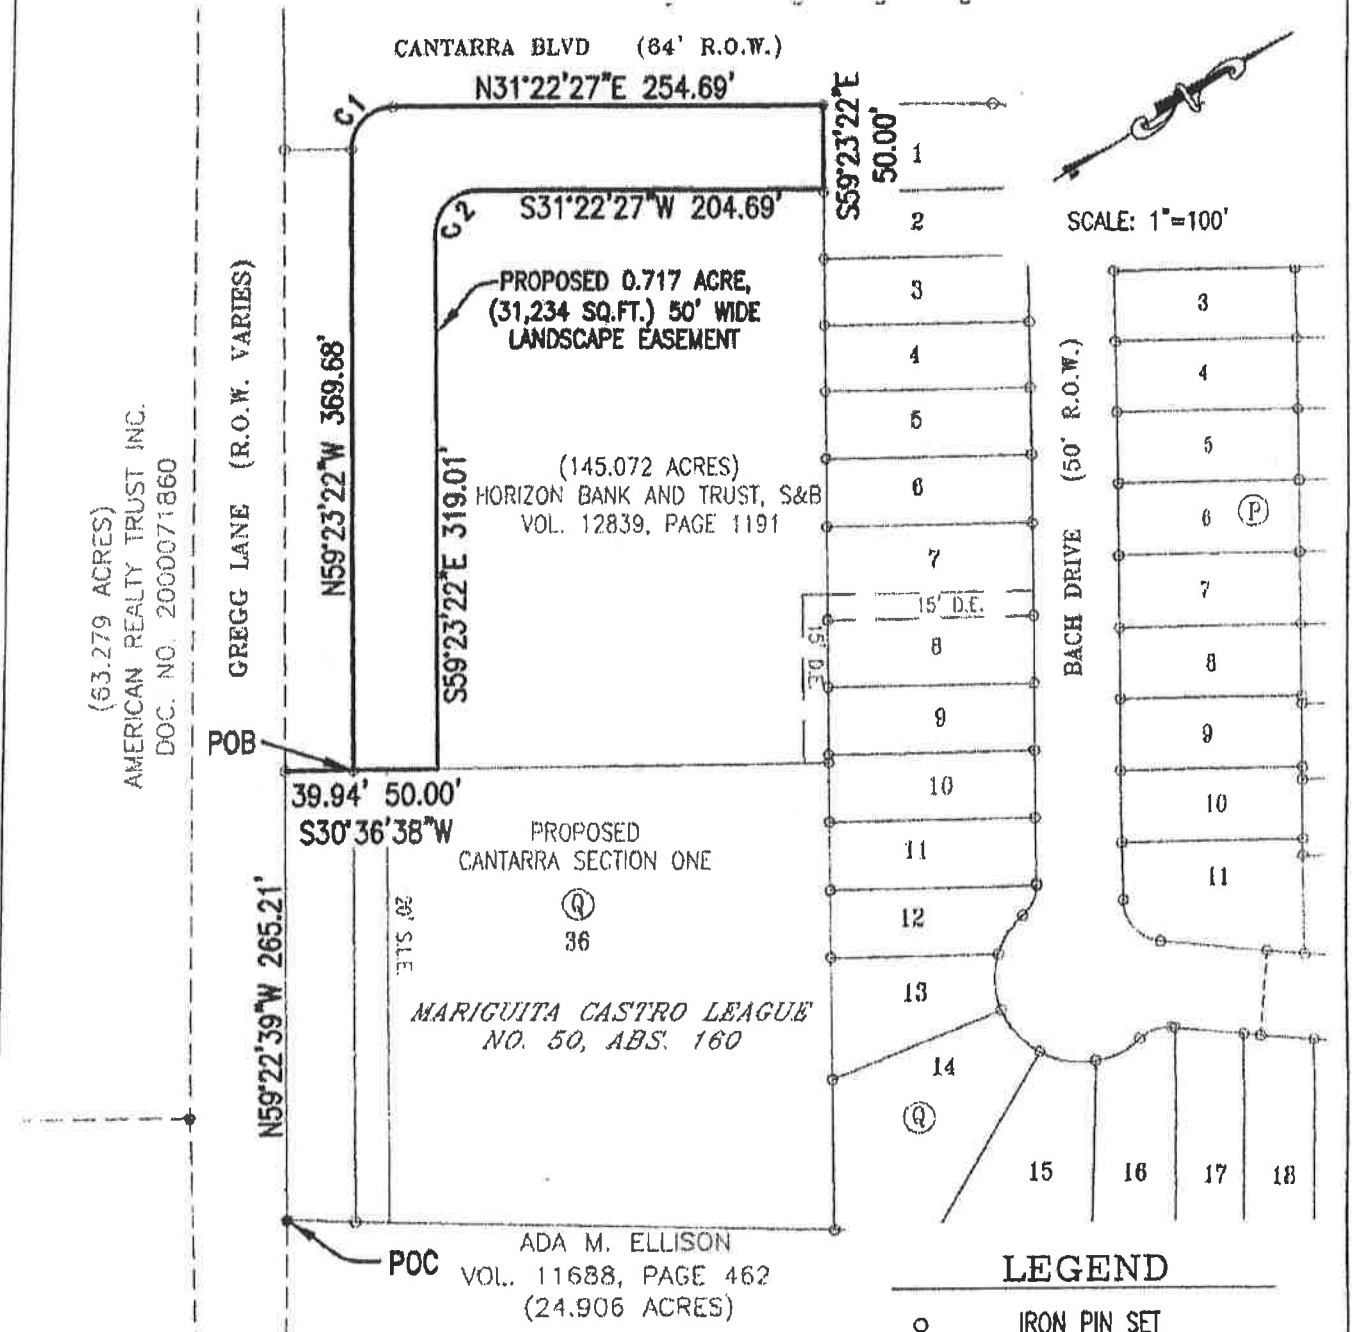 CANTARRA BLVD (64' R.O.W.)
N31°22'27"E 254.69'
C1
S59°23'22"E
50.00'
C2
S31°22'27"W 204.69'
SCALE: 1"=100'
PROPOSED 0.717 ACRE,
(31,234 SQ.FT.) 50' WIDE
LANDSCAPE EASEMENT
N59°23'22"W 369.68'
S59°23'22"E 319.01'
GREGG LANE (R.O.W. VARIES)
(63.279 ACRES)
AMERICAN REALTY TRUST INC.
DOC. NO. 2000071860
(145.072 ACRES)
HORIZON BANK AND TRUST, S&B
VOL. 12839, PAGE 1191
1
2
3
4
5
6
7
15' D.E.
15' D.E.
8
9
10
11
12
13
14
Q
15
16
17
18
BACH DRIVE (50' R.O.W.)
3
4
5
6
P
7
8
9
10
11
POB
39.94' 50.00'
S30°36'38"W
PROPOSED
CANTARRA SECTION ONE
Q
36
20' S.L.E.
N59°22'39"W 265.21'
MARIGUITA CASTRO LEAGUE
NO. 50, ABS. 160
POC
ADA M. ELLISON
VOL. 11688, PAGE 462
(24.906 ACRES)
LEGEND
IRON PIN SET